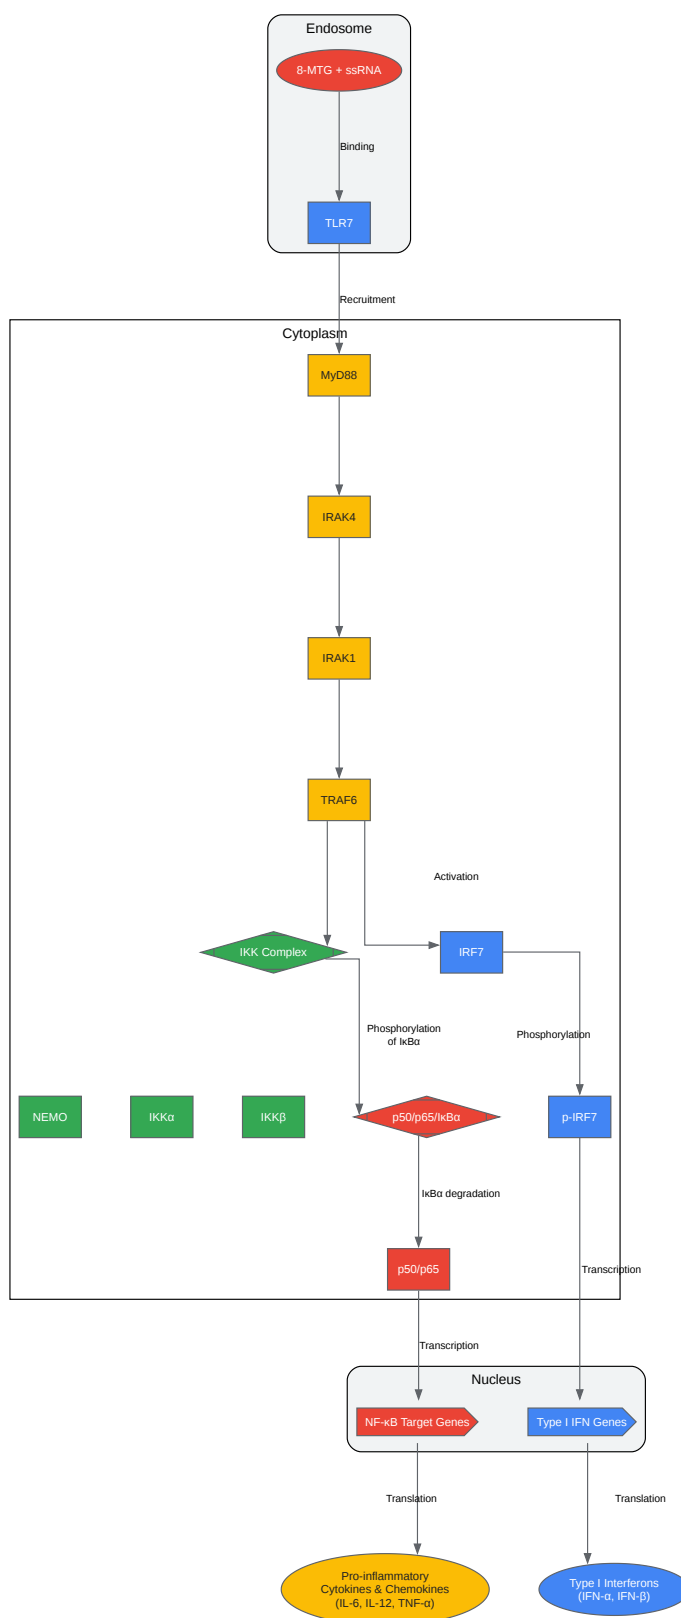 Endosome
8-MTG + ssRNA
Binding
TLR7
Recruitment
Cytoplasm
MyD88
IRAK4
IRAK1
TRAF6
Activation
IKK Complex
IRF7
Phosphorylation
of IκBα
Phosphorylation
NEMO
IKKα
IKKβ
p50/p65/IκBα
p-IRF7
IκBα degradation
p50/p65
Transcription
Transcription
Nucleus
NF-κB Target Genes
Type I IFN Genes
Translation
Translation
Pro-inflammatory
Cytokines & Chemokines
(IL-6, IL-12, TNF-α)
Type I Interferons
(IFN-α, IFN-β)